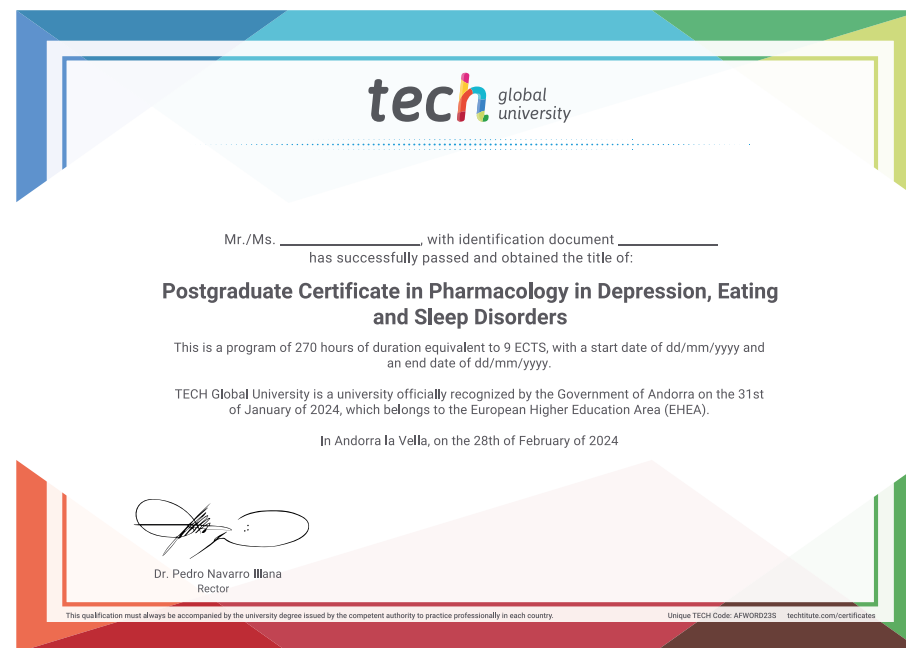 tech global university
Mr./Ms. ____________________, with identification document ______________
has successfully passed and obtained the title of:
Postgraduate Certificate in Pharmacology in Depression, Eating
and Sleep Disorders
This is a program of 270 hours of duration equivalent to 9 ECTS, with a start date of dd/mm/yyyy and
an end date of dd/mm/yyyy.
TECH Global University is a university officially recognized by the Government of Andorra on the 31st
of January of 2024, which belongs to the European Higher Education Area (EHEA).
In Andorra la Vella, on the 28th of February of 2024
Dr. Pedro Navarro Illana
Rector
This qualification must always be accompanied by the university degree issued by the competent authority to practice professionally in each country.
Unique TECH Code: AFWORD23S techtitute.com/certificates